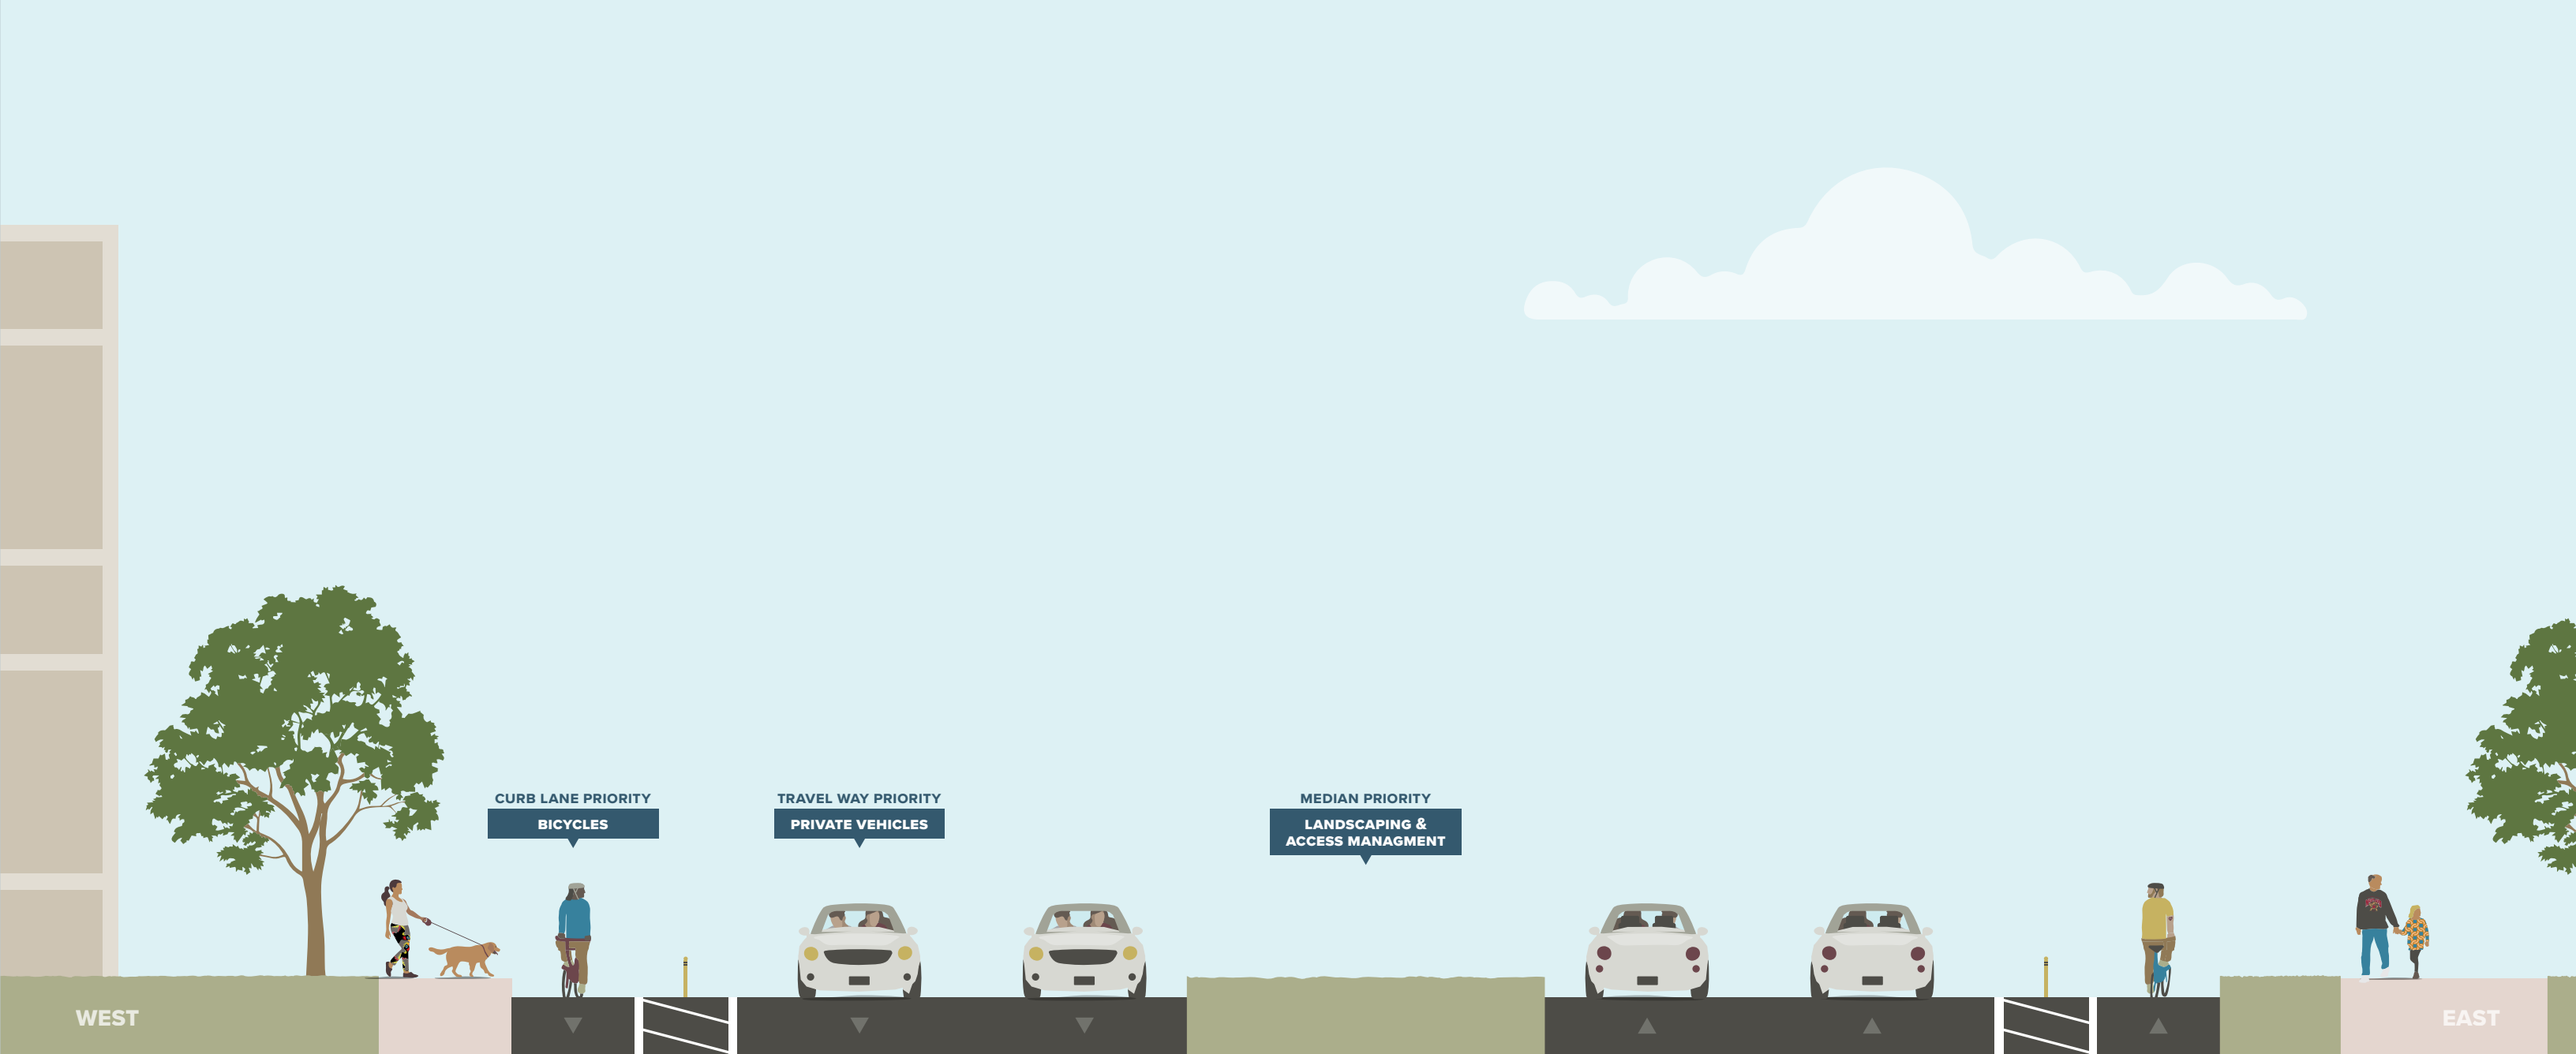 CURB LANE PRIORITY
BICYCLES
TRAVEL WAY PRIORITY
PRIVATE VEHICLES
MEDIAN PRIORITY
LANDSCAPING &
ACCESS MANAGMENT
WEST
EAST